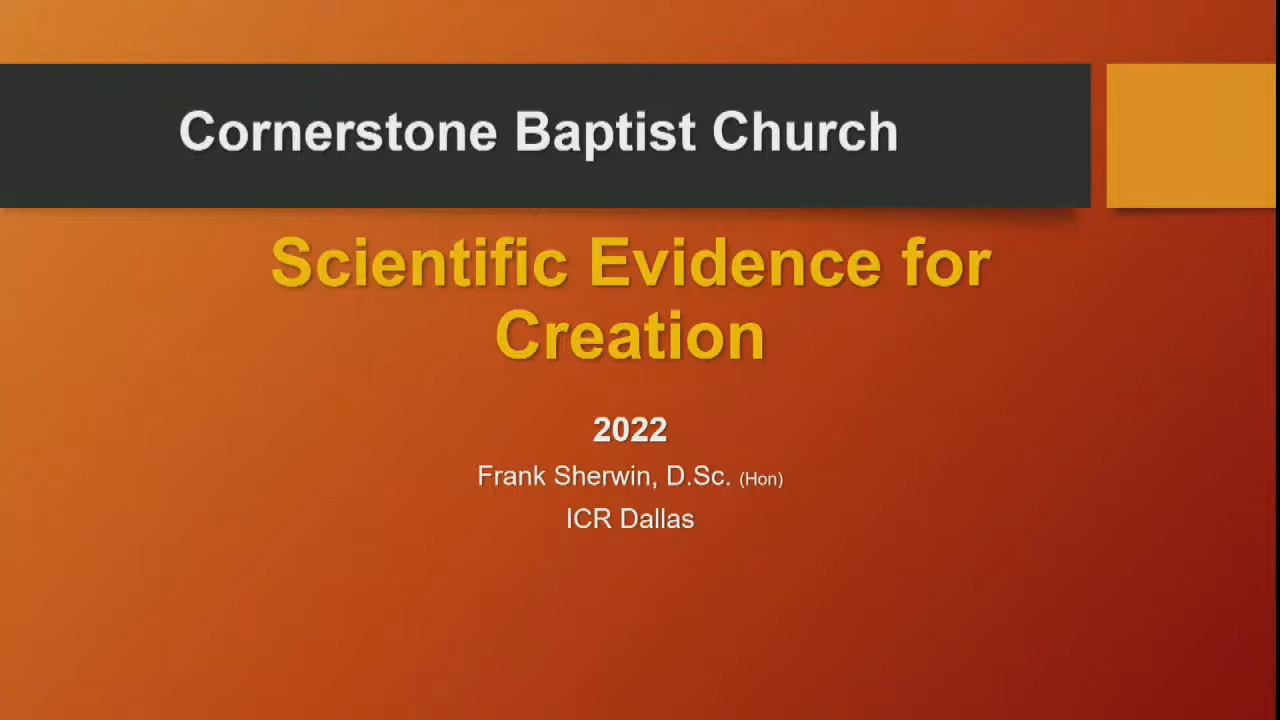 Cornerstone Baptist Church
Scientific Evidence for
Creation
2022
Frank Sherwin, D.Sc. (Hon)
ICR Dallas